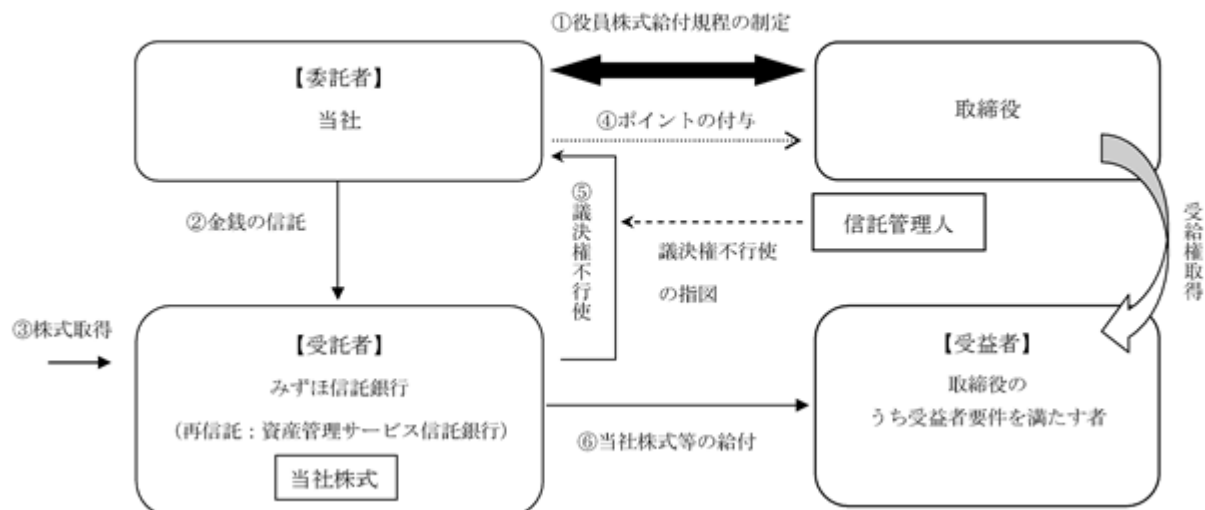 ①役員株式給付規程の制定
【委託者】
当社
取締役
④ポイントの付与
②金銭の信託
⑤議決権不行使
信託管理人
議決権不行使
の指図
受給権取得
③株式取得
【受託者】
みずほ信託銀行
（再信託：資産管理サービス信託銀行）
当社株式
【受益者】
取締役の
うち受益者要件を満たす者
⑥当社株式等の給付